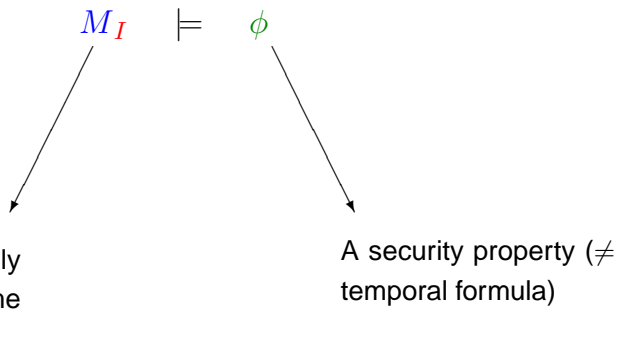 M_I ⊨ ϕ
A security property (≠
temporal formula)